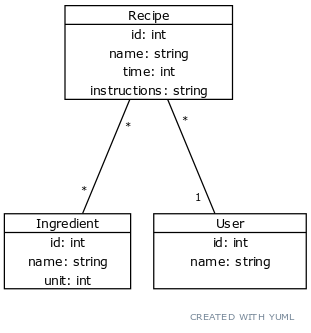 Recipe
id: int
name: string
time: int
instructions: string
*
*
*
1
Ingredient
id: int
name: string
unit: int
User
id: int
name: string
CREATED WITH YUML